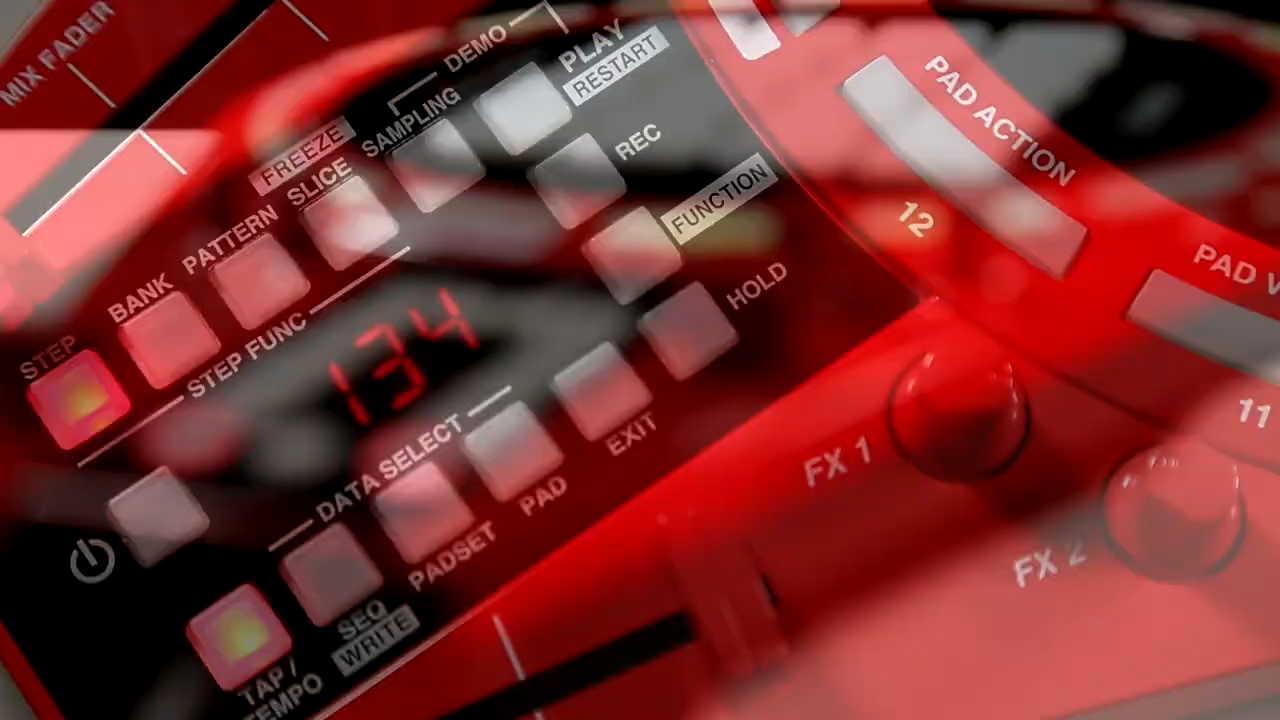 MIX FADER
DEMO
PLAY
RESTART
SAMPLING
FREEZE
SLICE
REC
FUNCTION
PATTERN
BANK
STEP
STEP FUNC
HOLD
134
DATA SELECT
EXIT
PAD
PADSET
SEQ
WRITE
TAP/
TEMPO
PAD ACTION
12
PAD
11
FX 1
FX 2